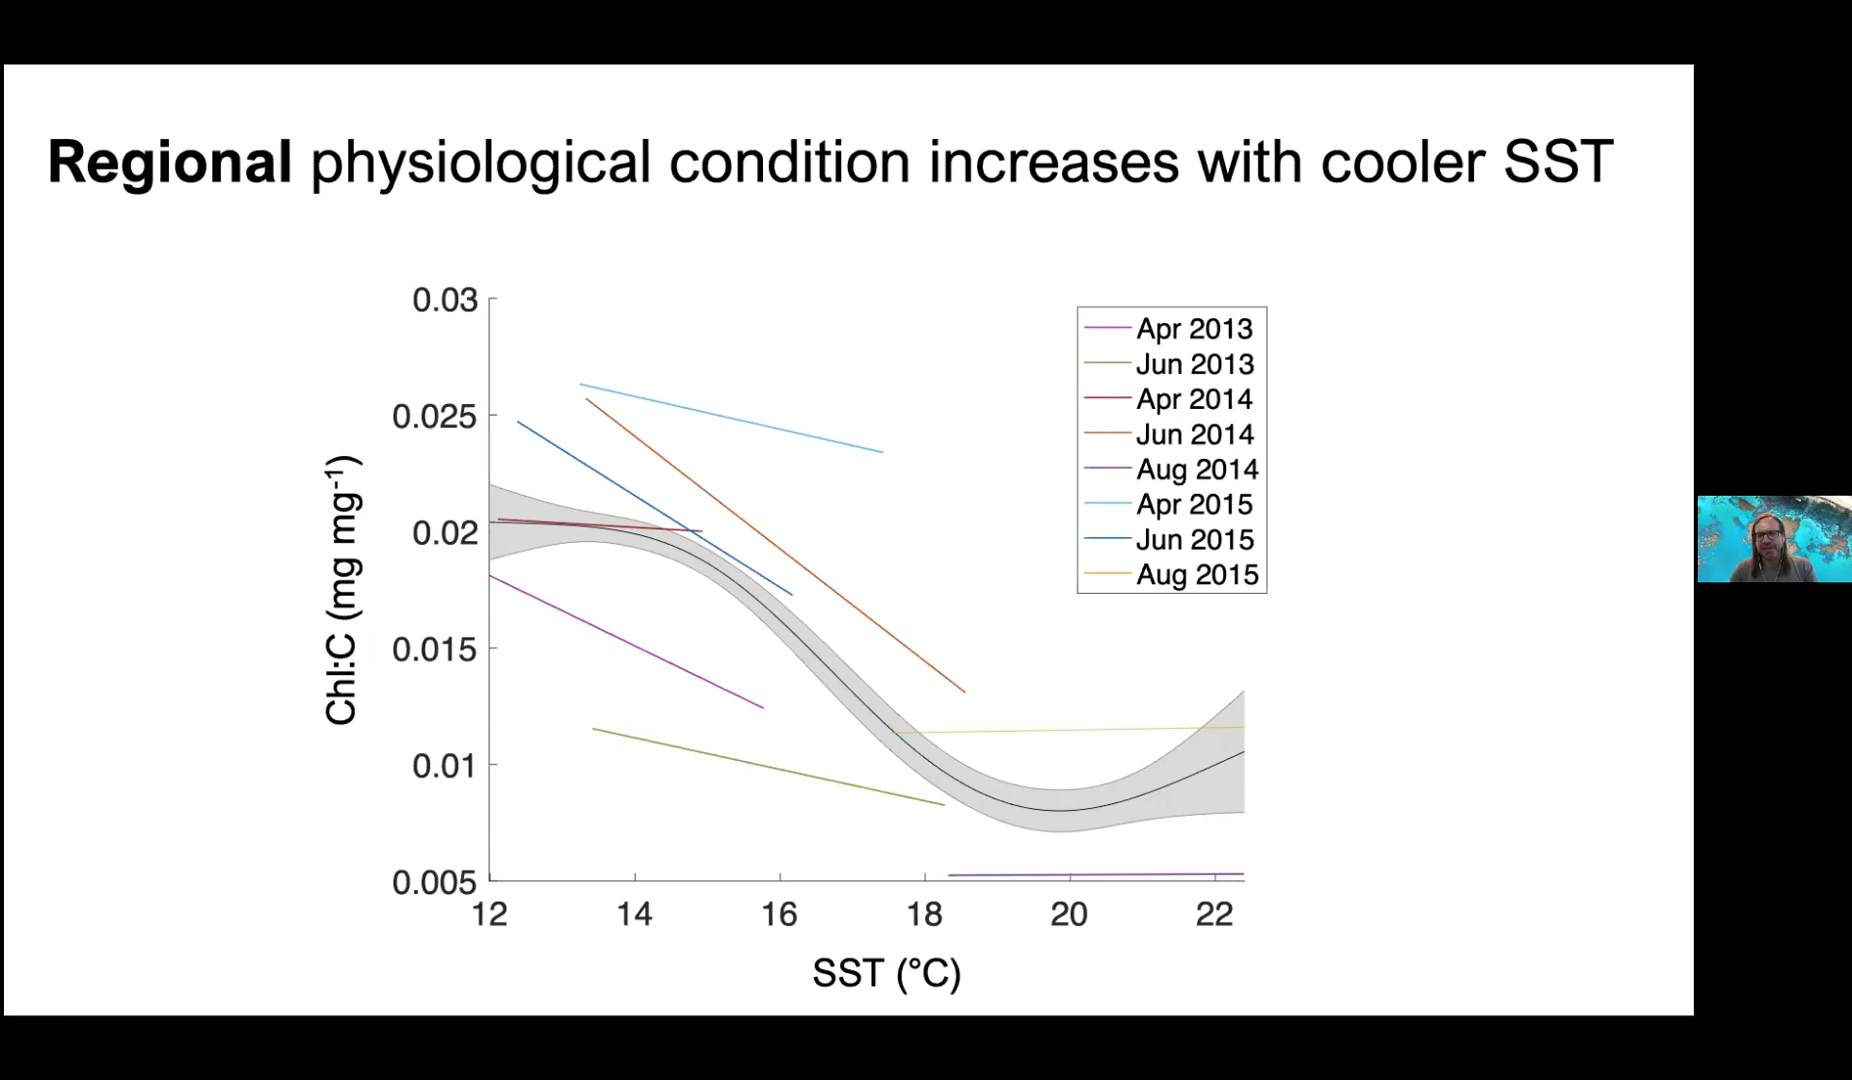 Regional physiological condition increases with cooler SST
0.03
0.025
0.02
0.015
0.01
0.005
Chl:C (mg mg-1)
12 14 16 18 20 22
SST (°C)
Apr 2013
Jun 2013
Apr 2014
Jun 2014
Aug 2014
Apr 2015
Jun 2015
Aug 2015